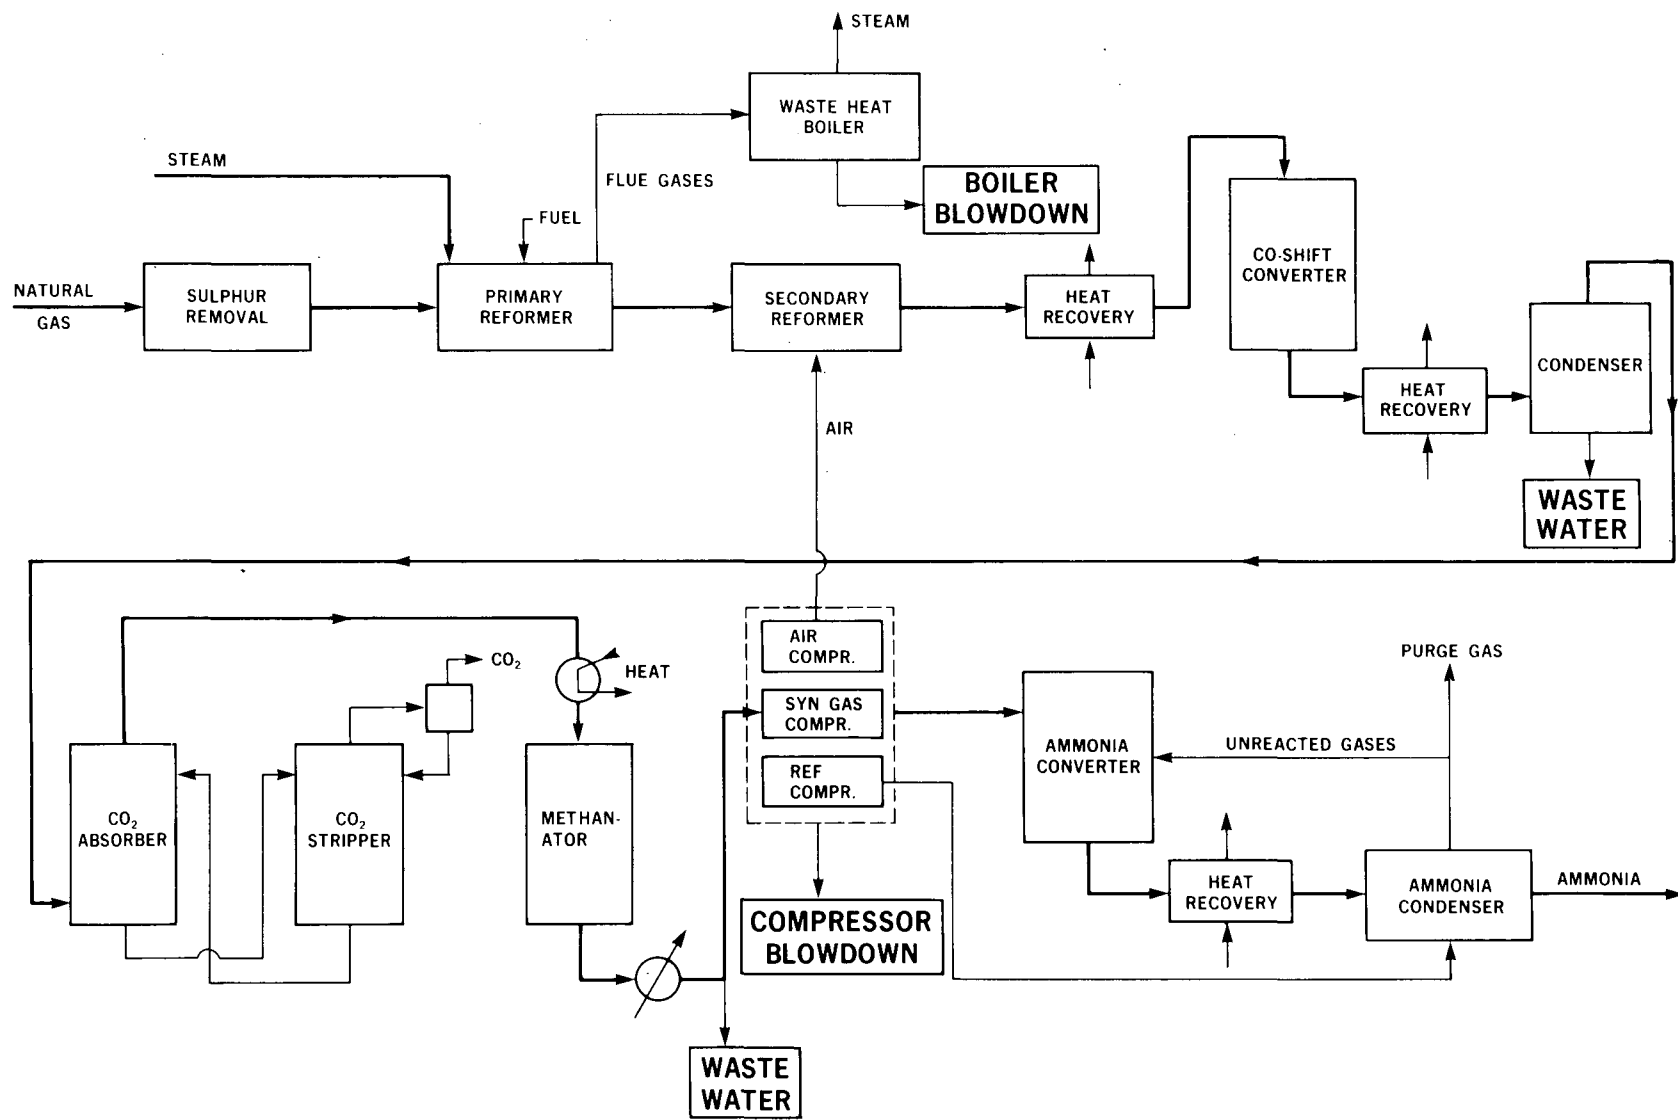 STEAM
WASTE HEAT
BOILER
STEAM
FLUE GASES
BOILER
BLOWDOWN
FUEL
CO-SHIFT
CONVERTER
NATURAL
GAS
SULPHUR
REMOVAL
PRIMARY
REFORMER
SECONDARY
REFORMER
HEAT
RECOVERY
HEAT
RECOVERY
CONDENSER
AIR
WASTE
WATER
AIR
COMPR.
CO₂
HEAT
SYN GAS
COMPR.
PURGE GAS
UNREACTED GASES
AMMONIA
CONVERTER
REF
COMPR.
CO₂
ABSORBER
CO₂
STRIPPER
METHAN-
ATOR
HEAT
RECOVERY
AMMONIA
CONDENSER
AMMONIA
COMPRESSOR
BLOWDOWN
WASTE
WATER